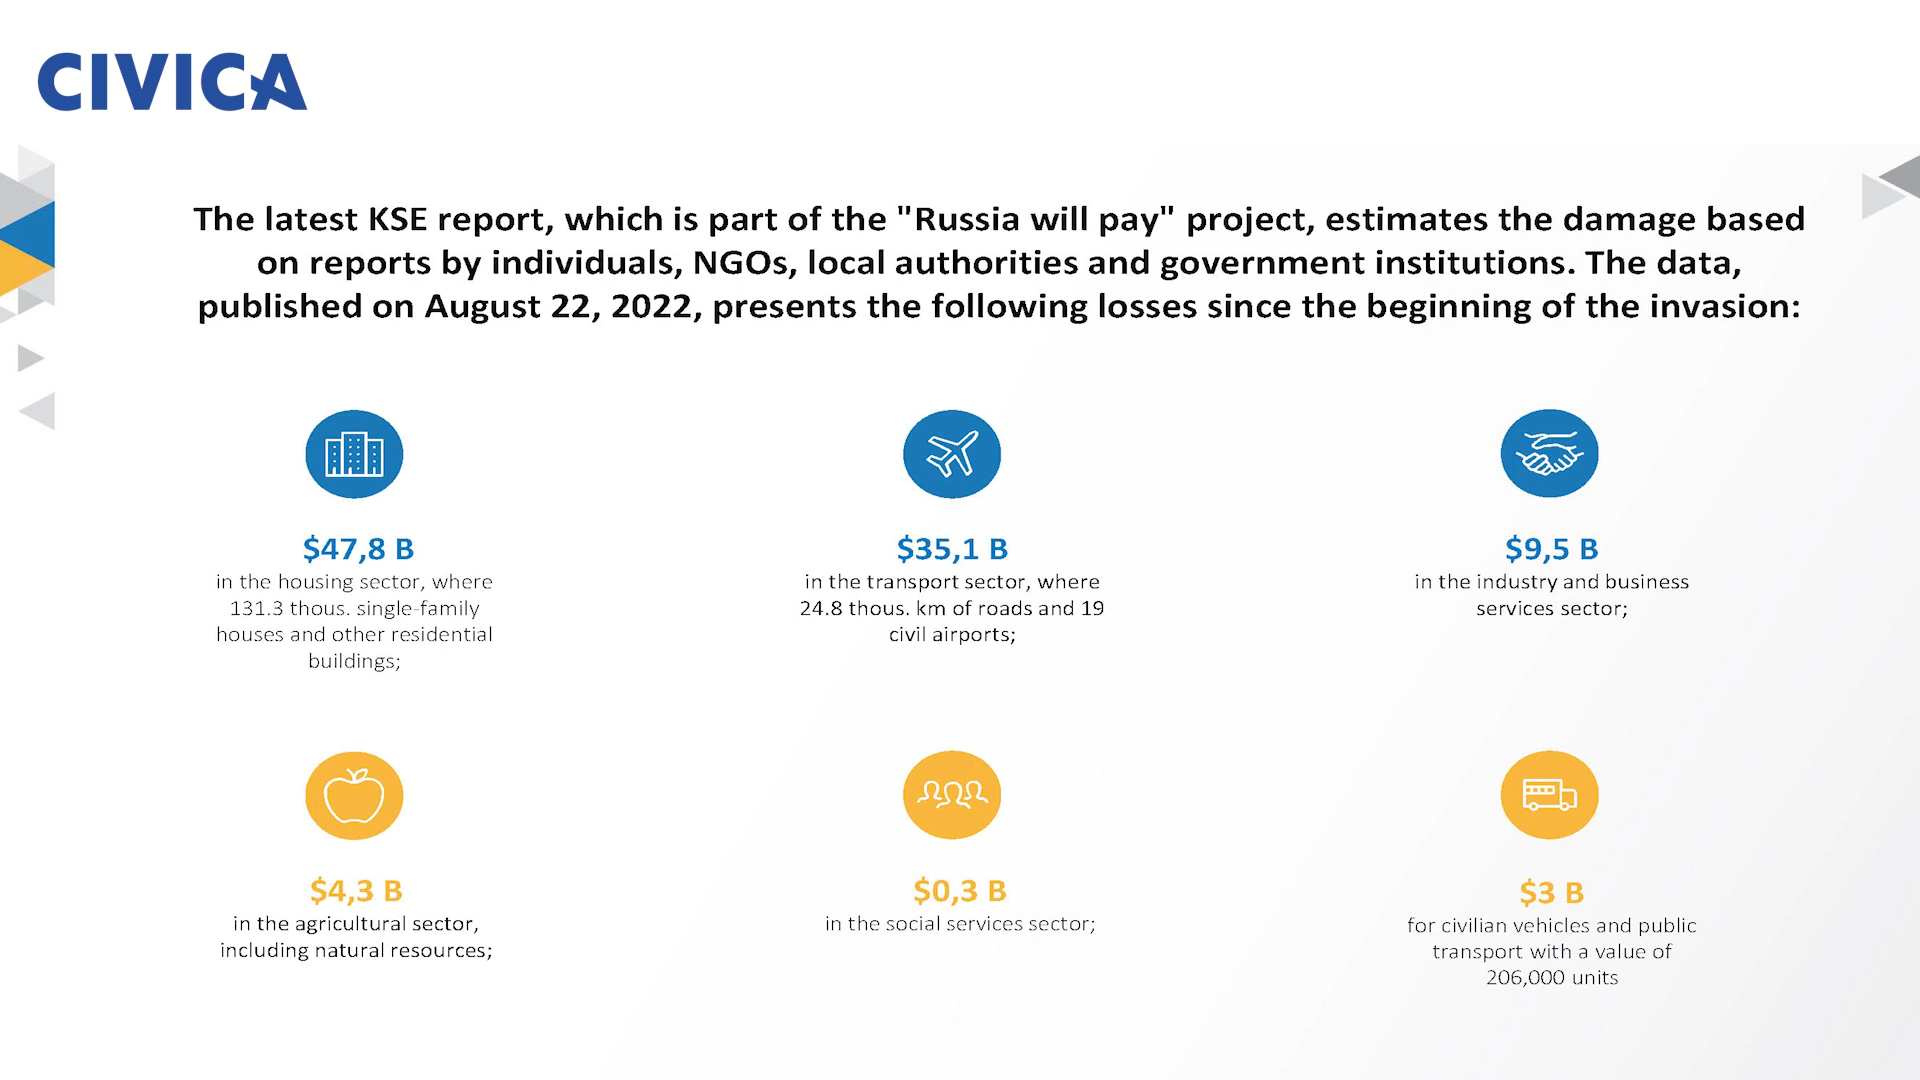 CIVICA
The latest KSE report, which is part of the "Russia will pay" project, estimates the damage based
on reports by individuals, NGOs, local authorities and government institutions. The data,
published on August 22, 2022, presents the following losses since the beginning of the invasion:
$47,8 B
in the housing sector, where
131.3 thous. single-family
houses and other residential
buildings;
$35,1 B
in the transport sector, where
24.8 thous. km of roads and 19
civil airports;
$9,5 B
in the industry and business
services sector;
$4,3 B
in the agricultural sector,
including natural resources;
$0,3 B
in the social services sector;
$3 B
for civilian vehicles and public
transport with a value of
206,000 units